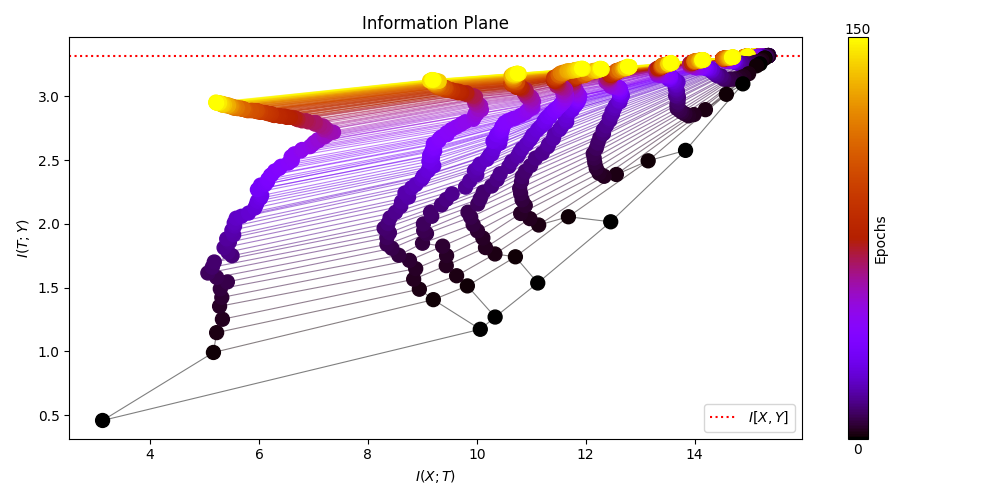 Information Plane
150
3.0
2.5
2.0
1.5
1.0
0.5
I(T; Y)
Epochs
I[X, Y]
0
4 6 8 10 12 14
I(X; T)